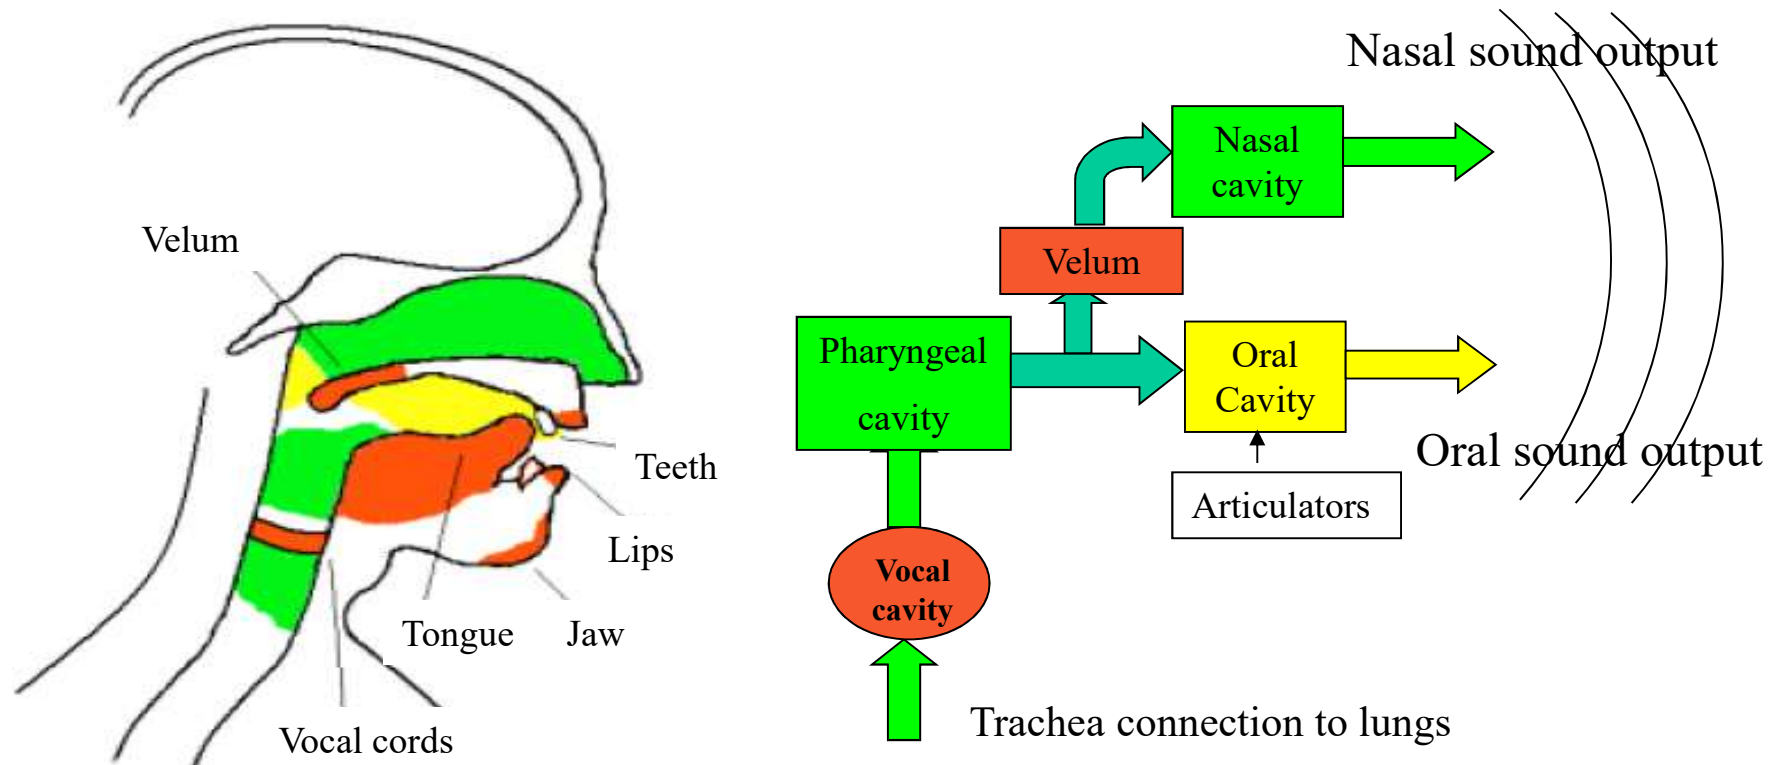 Velum
Teeth
Lips
Tongue
Jaw
Vocal cords
Nasal sound output
Nasal
cavity
Velum
Pharyngeal
cavity
Oral
Cavity
Oral sound output
Articulators
Vocal
cavity
Trachea connection to lungs